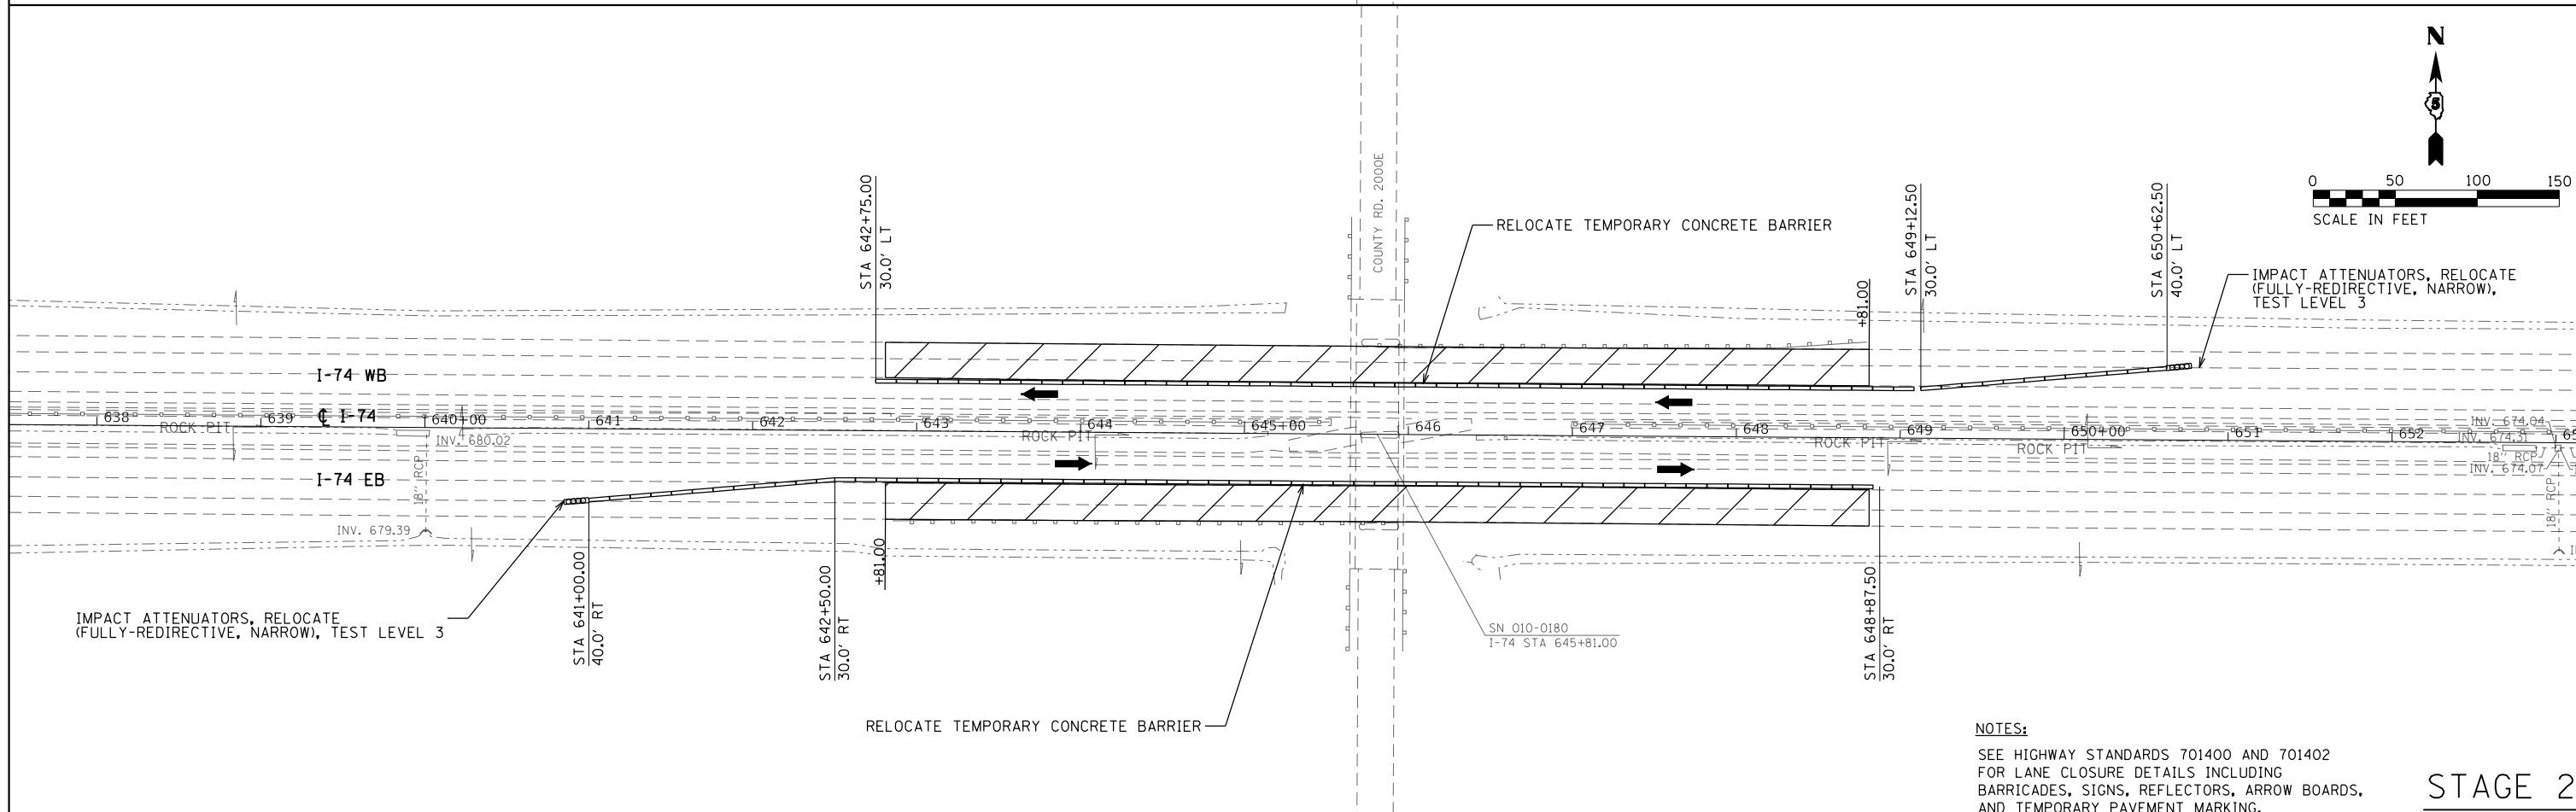 N
5
0 50 100 150
SCALE IN FEET
COUNTY RD. 2000E
STA 642+75.00
30.0' LT
RELOCATE TEMPORARY CONCRETE BARRIER
+81.00
STA 649+12.50
30.0' LT
STA 650+62.50
40.0' LT
IMPACT ATTENUATORS, RELOCATE
(FULLY-REDIRECTIVE, NARROW),
TEST LEVEL 3
I-74 WB
℄ I-74
638 639 640+00 641 642 643 644 645+00 646 647 648 649 650+00 651 652
ROCK PIT
INV. 680.02
ROCK PIT
ROCK PIT
ROCK PIT
INV. 674.04
INV. 674.31
18" RCP
INV. 674.07
18" RCP
I-74 EB
18" RCP
INV. 679.39
+81.00
IMPACT ATTENUATORS, RELOCATE
(FULLY-REDIRECTIVE, NARROW), TEST LEVEL 3
STA 641+00.00
40.0' RT
STA 642+50.00
30.0' RT
SN 010-0180
I-74 STA 645+81.00
STA 648+87.50
30.0' RT
RELOCATE TEMPORARY CONCRETE BARRIER
NOTES:
SEE HIGHWAY STANDARDS 701400 AND 701402
FOR LANE CLOSURE DETAILS INCLUDING
BARRICADES, SIGNS, REFLECTORS, ARROW BOARDS,
AND TEMPORARY PAVEMENT MARKING.
STAGE 2